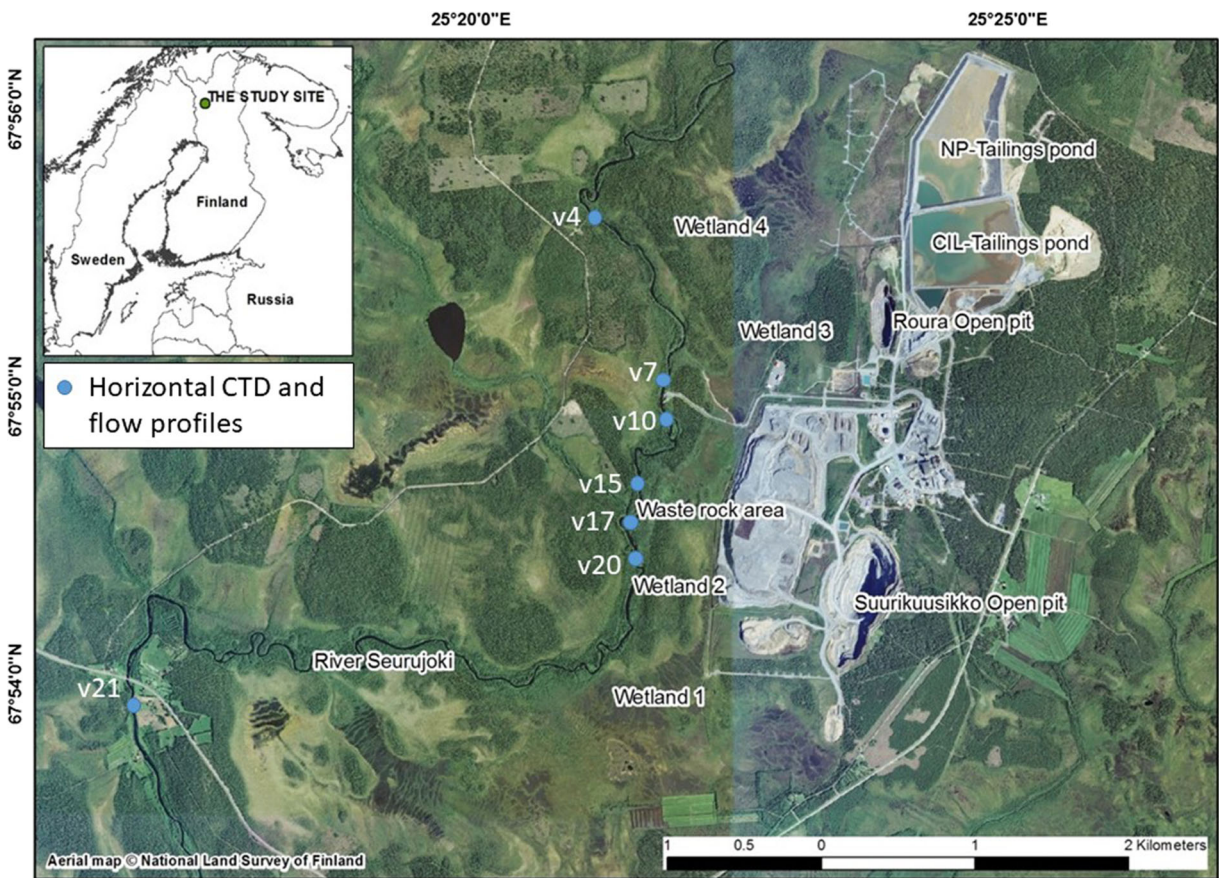 25°20'0"E
25°25'0"E
67°56'0"N
67°55'0"N
67°54'0"N
THE STUDY SITE
Finland
Sweden
Russia
Horizontal CTD and
flow profiles
NP-Tailings pond
v4
Wetland 4
CIL-Tailings pond
Wetland 3
Roura Open pit
v7
v10
v15
Waste rock area
v17
v20
Wetland 2
Suurikuusikko Open pit
River Seurujoki
v21
Wetland 1
Aerial map © National Land Survey of Finland
1 0.5 0 1 2 Kilometers